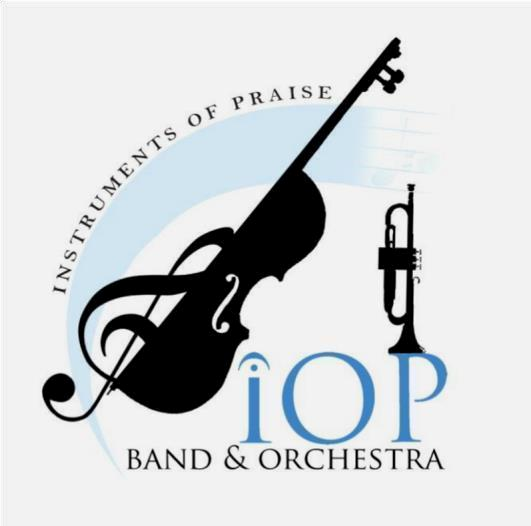 INSTRUMENTS OF PRAISE
iOP
BAND & ORCHESTRA